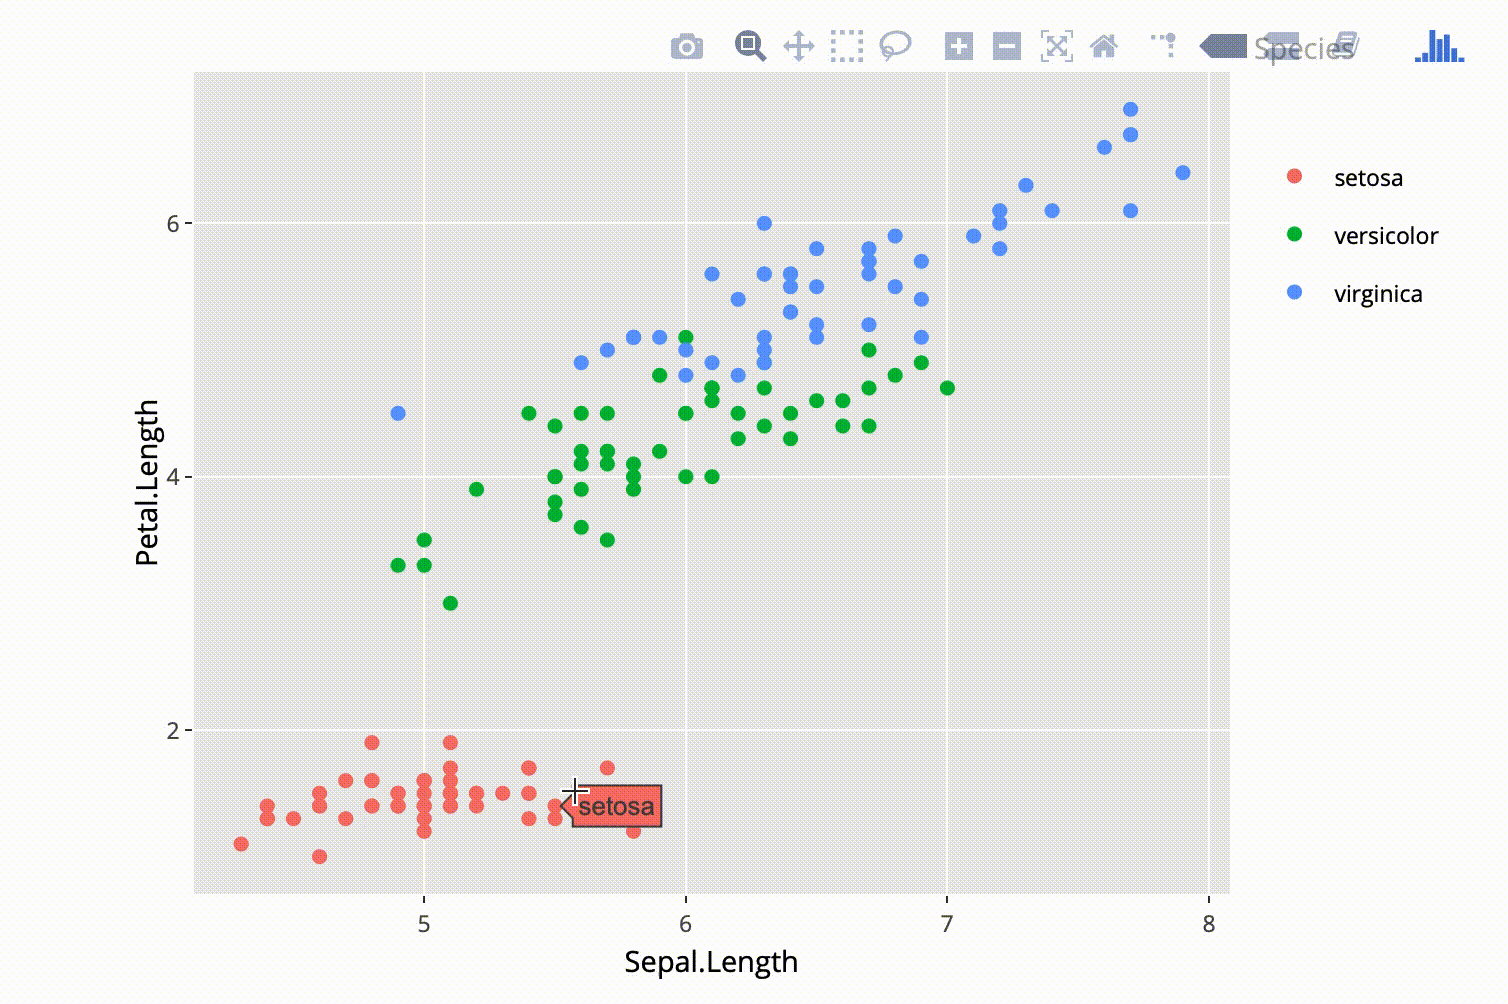 Species
setosa
versicolor
virginica
6
4
2
Petal.Length
setosa
5
6
7
8
Sepal.Length